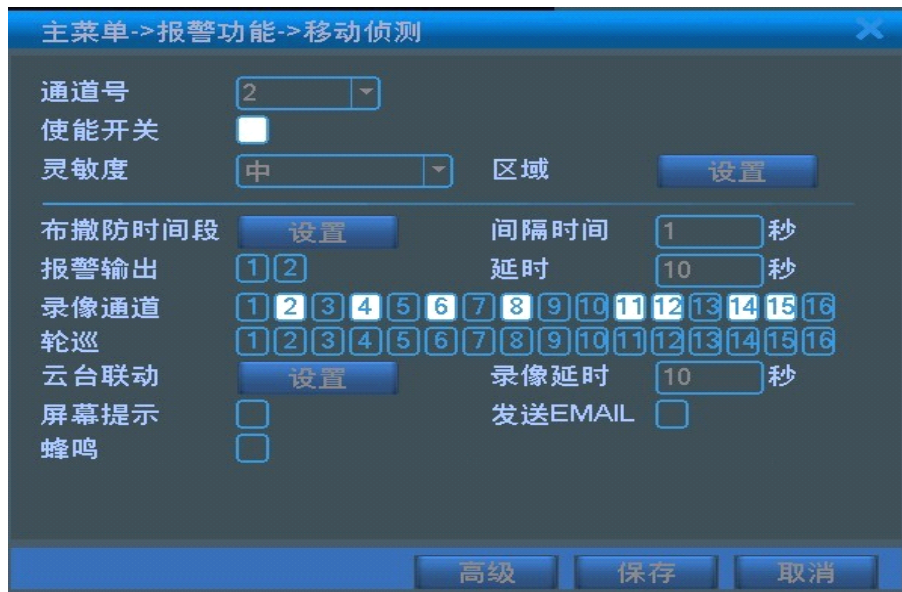 主菜单->报警功能->移动侦测
通道号 2
使能开关
灵敏度 中 区域 设置
布撤防时间段 设置 间隔时间 1 秒
报警输出 1 2 延时 10 秒
录像通道 1 2 3 4 5 6 7 8 9 10 11 12 13 14 15 16
轮巡 1 2 3 4 5 6 7 8 9 10 11 12 13 14 15 16
云台联动 设置 录像延时 10 秒
屏幕提示 发送EMAIL
蜂鸣
高级 保存 取消